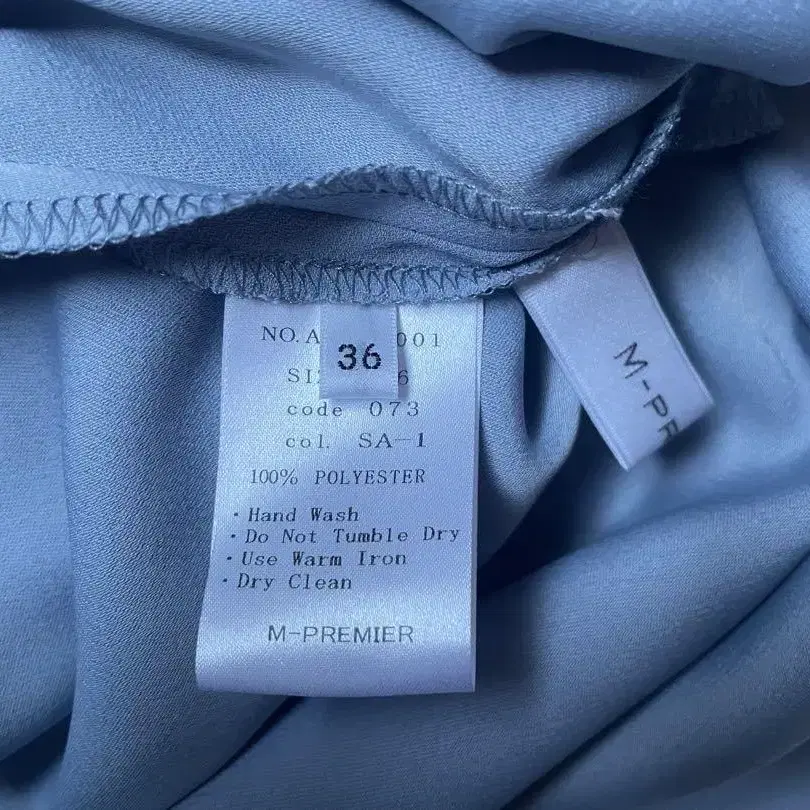 NO. A 001
36
SI 6
code 073
col. SA-1
100% POLYESTER
・Hand Wash
・Do Not Tumble Dry
・Use Warm Iron
・Dry Clean
M-PREMIER
M-PR